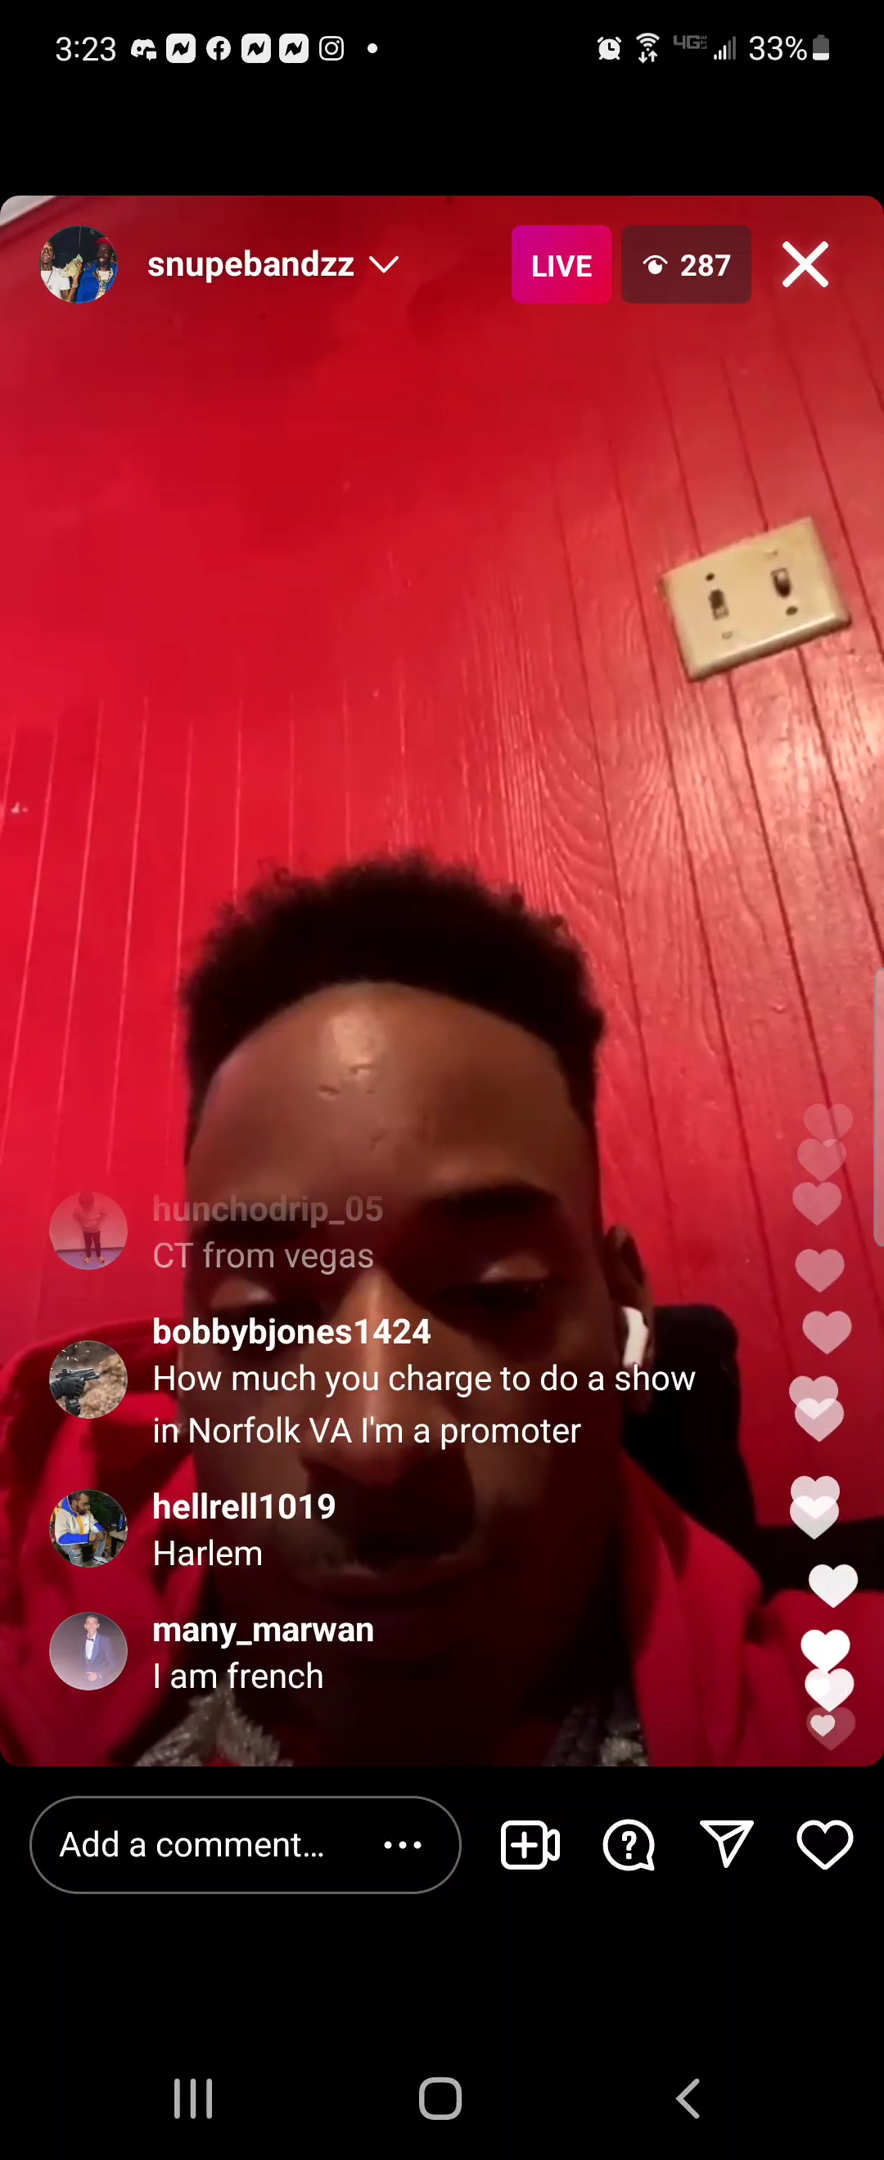 3:23
4GE
33%
snupebandzz
LIVE
287
hunchodrip_05
CT from vegas
bobbybjones1424
How much you charge to do a show
in Norfolk VA I'm a promoter
hellrell1019
Harlem
many_marwan
I am french
Add a comment...